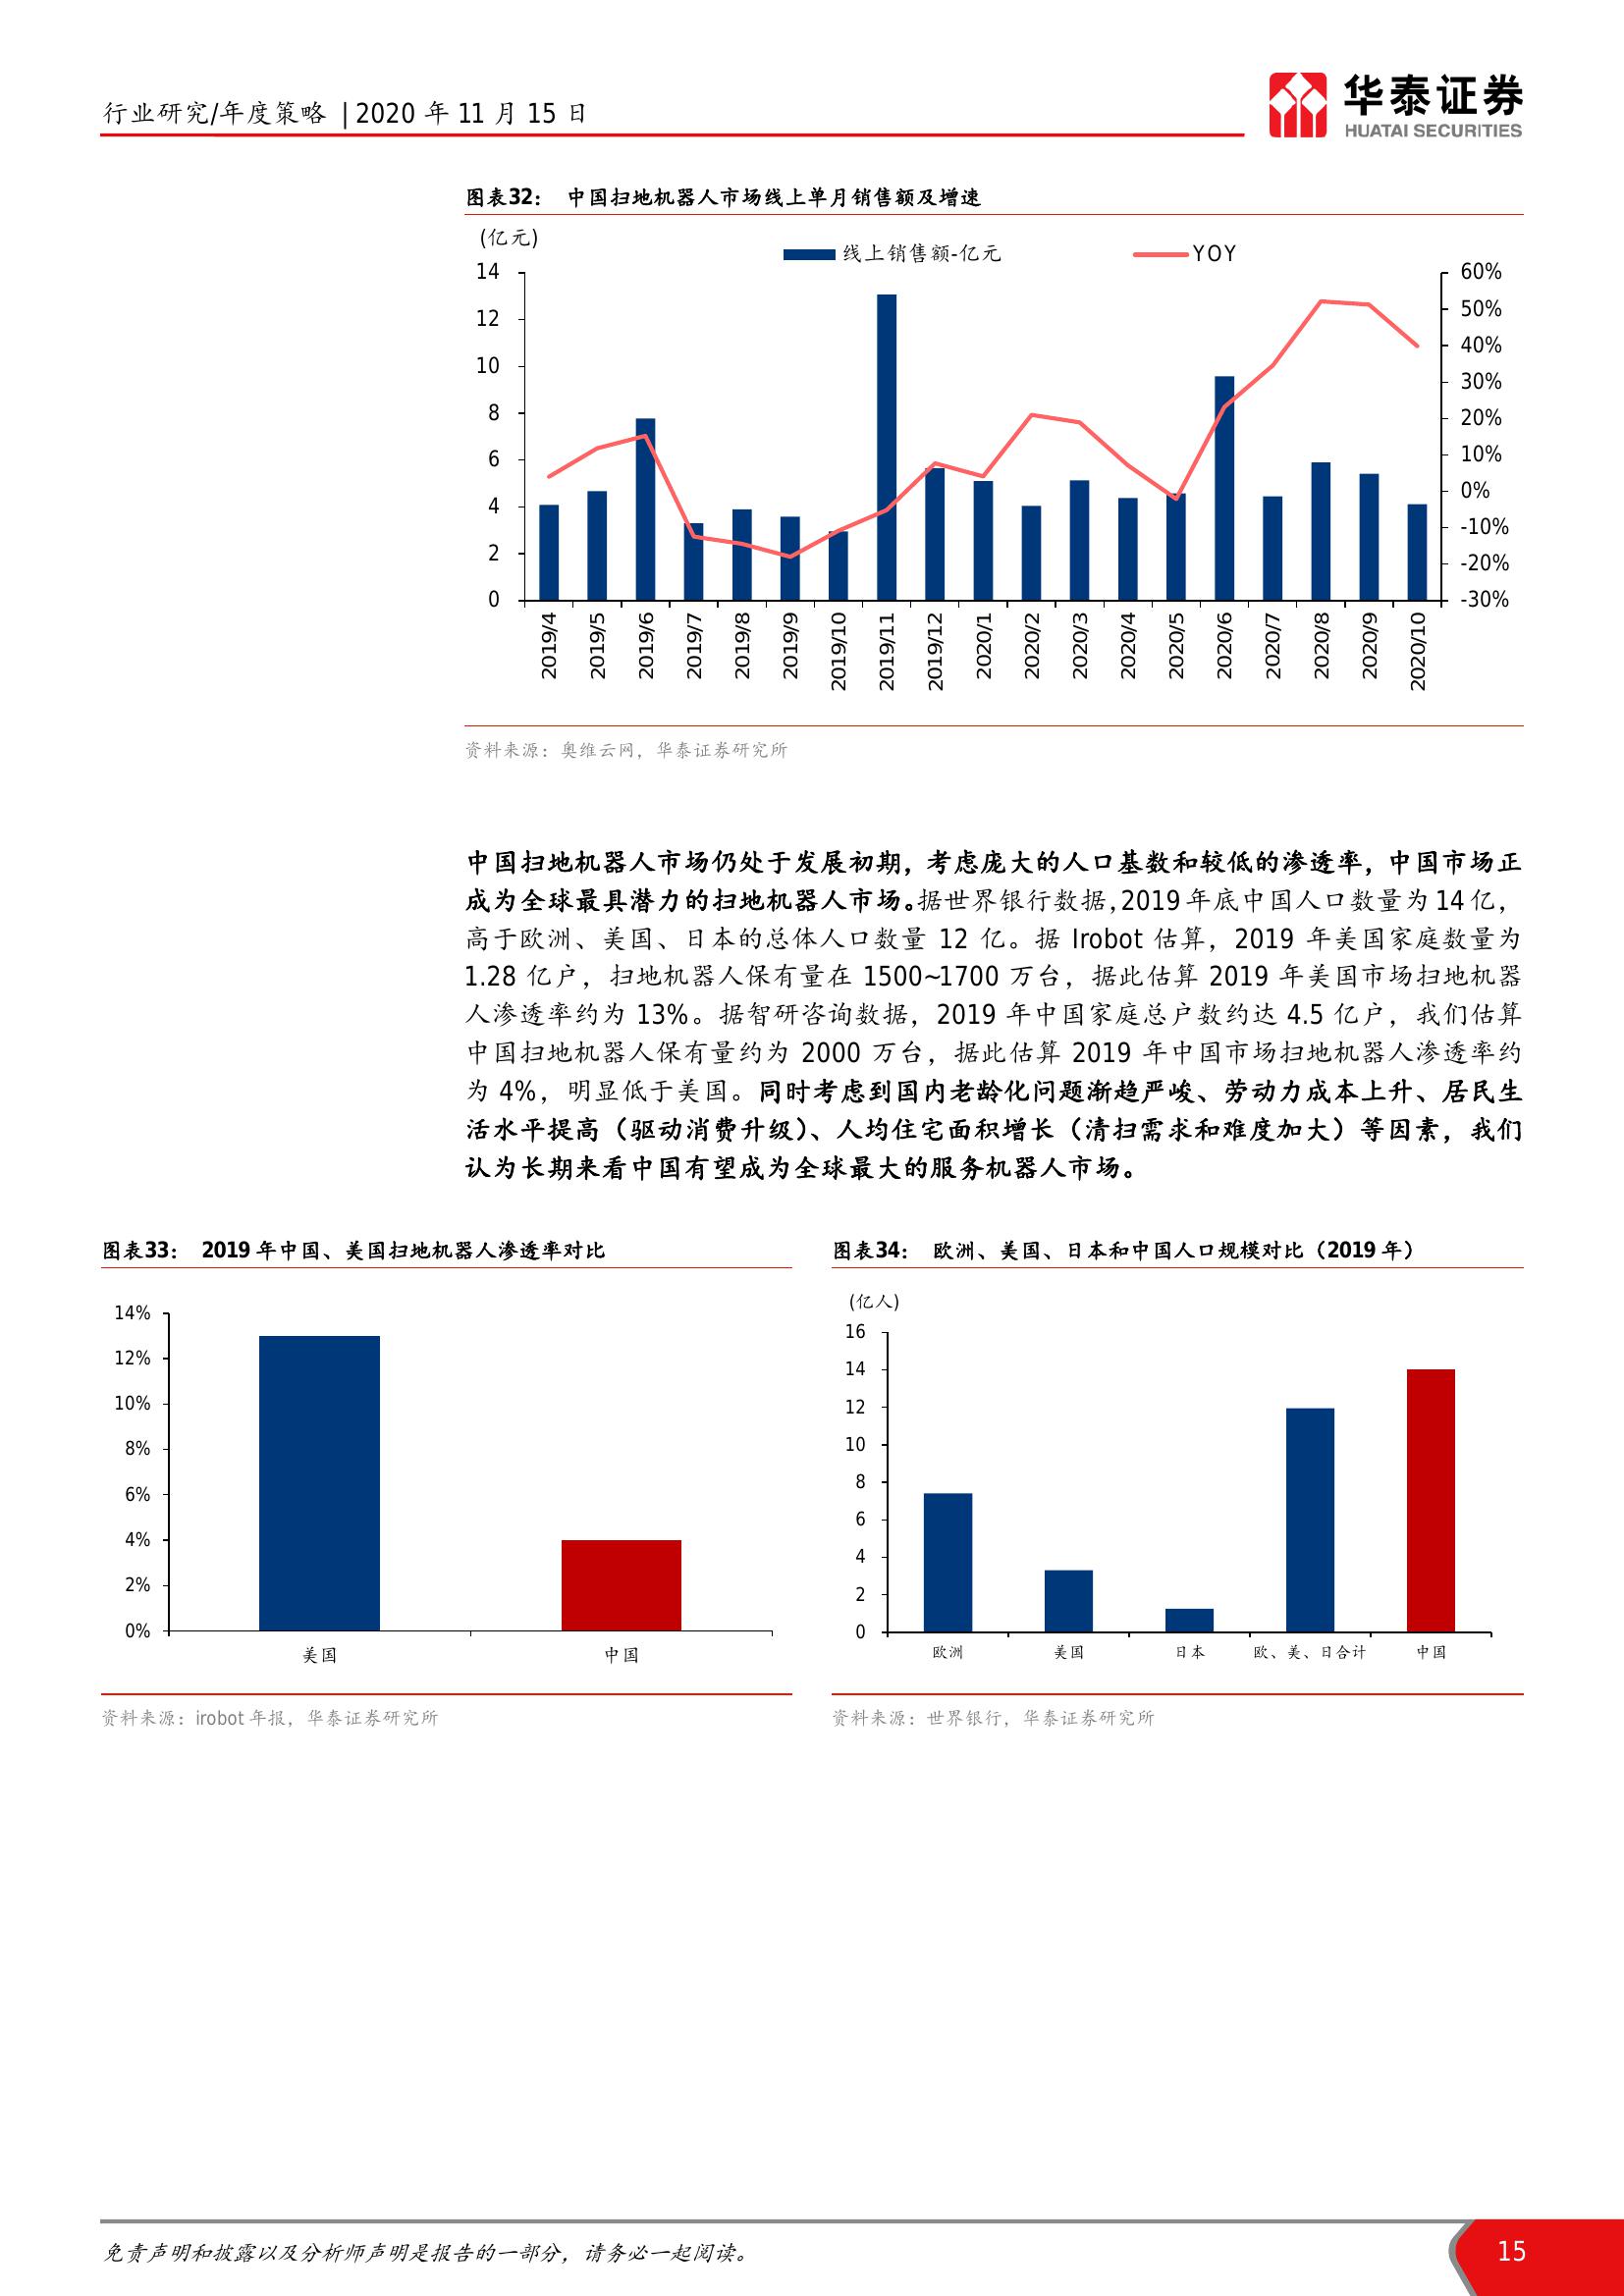 行业研究/年度策略 | 2020 年 11 月 15 日
华泰证券
HUATAI SECURITIES
图表32： 中国扫地机器人市场线上单月销售额及增速
(亿元)
线上销售额-亿元 YOY
14
12
10
8
6
4
2
0
60%
50%
40%
30%
20%
10%
0%
-10%
-20%
-30%
2019/4 2019/5 2019/6 2019/7 2019/8 2019/9 2019/10 2019/11 2019/12 2020/1 2020/2 2020/3 2020/4 2020/5 2020/6 2020/7 2020/8 2020/9 2020/10
资料来源：奥维云网，华泰证券研究所
中国扫地机器人市场仍处于发展初期，考虑庞大的人口基数和较低的渗透率，中国市场正
成为全球最具潜力的扫地机器人市场。据世界银行数据，2019 年底中国人口数量为 14 亿，
高于欧洲、美国、日本的总体人口数量 12 亿。据 Irobot 估算，2019 年美国家庭数量为
1.28 亿户，扫地机器人保有量在 1500~1700 万台，据此估算 2019 年美国市场扫地机器
人渗透率约为 13%。据智研咨询数据，2019 年中国家庭总户数约达 4.5 亿户，我们估算
中国扫地机器人保有量约为 2000 万台，据此估算 2019 年中国市场扫地机器人渗透率约
为 4%，明显低于美国。同时考虑到国内老龄化问题渐趋严峻、劳动力成本上升、居民生
活水平提高（驱动消费升级）、人均住宅面积增长（清扫需求和难度加大）等因素，我们
认为长期来看中国有望成为全球最大的服务机器人市场。
图表33： 2019 年中国、美国扫地机器人渗透率对比
14%
12%
10%
8%
6%
4%
2%
0%
美国 中国
资料来源：irobot 年报，华泰证券研究所
图表34： 欧洲、美国、日本和中国人口规模对比（2019 年）
(亿人)
16
14
12
10
8
6
4
2
0
欧洲 美国 日本 欧、美、日合计 中国
资料来源：世界银行，华泰证券研究所
免责声明和披露以及分析师声明是报告的一部分，请务必一起阅读。
15